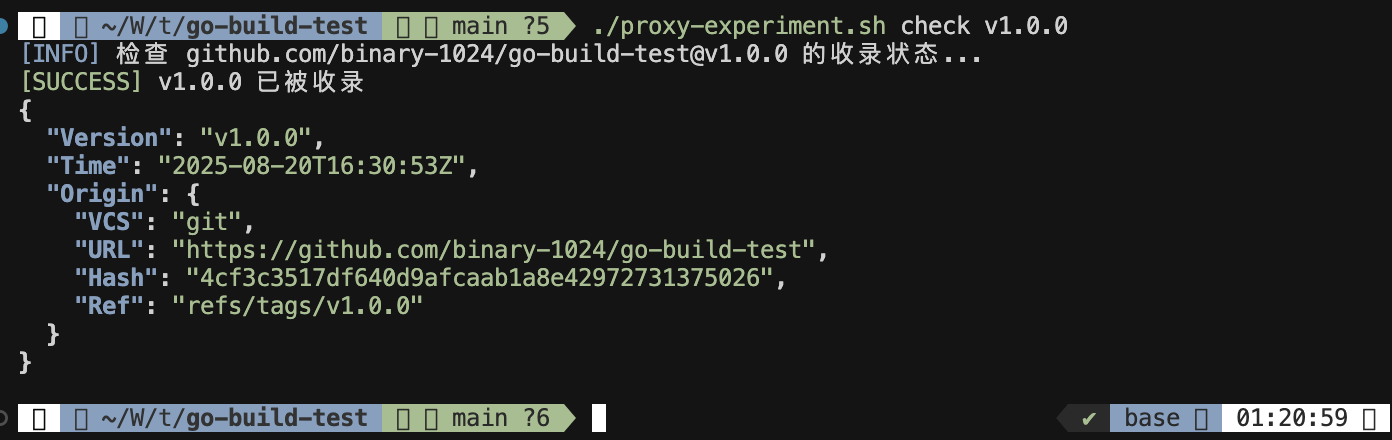 ~/W/t/go-build-test main ?5 ./proxy-experiment.sh check v1.0.0
[INFO] 检查 github.com/binary-1024/go-build-test@v1.0.0 的收录状态...
[SUCCESS] v1.0.0 已被收录
{
  "Version": "v1.0.0",
  "Time": "2025-08-20T16:30:53Z",
  "Origin": {
    "VCS": "git",
    "URL": "https://github.com/binary-1024/go-build-test",
    "Hash": "4cf3c3517df640d9afcaab1a8e42972731375026",
    "Ref": "refs/tags/v1.0.0"
  }
}
~/W/t/go-build-test main ?6 ✔ base 01:20:59